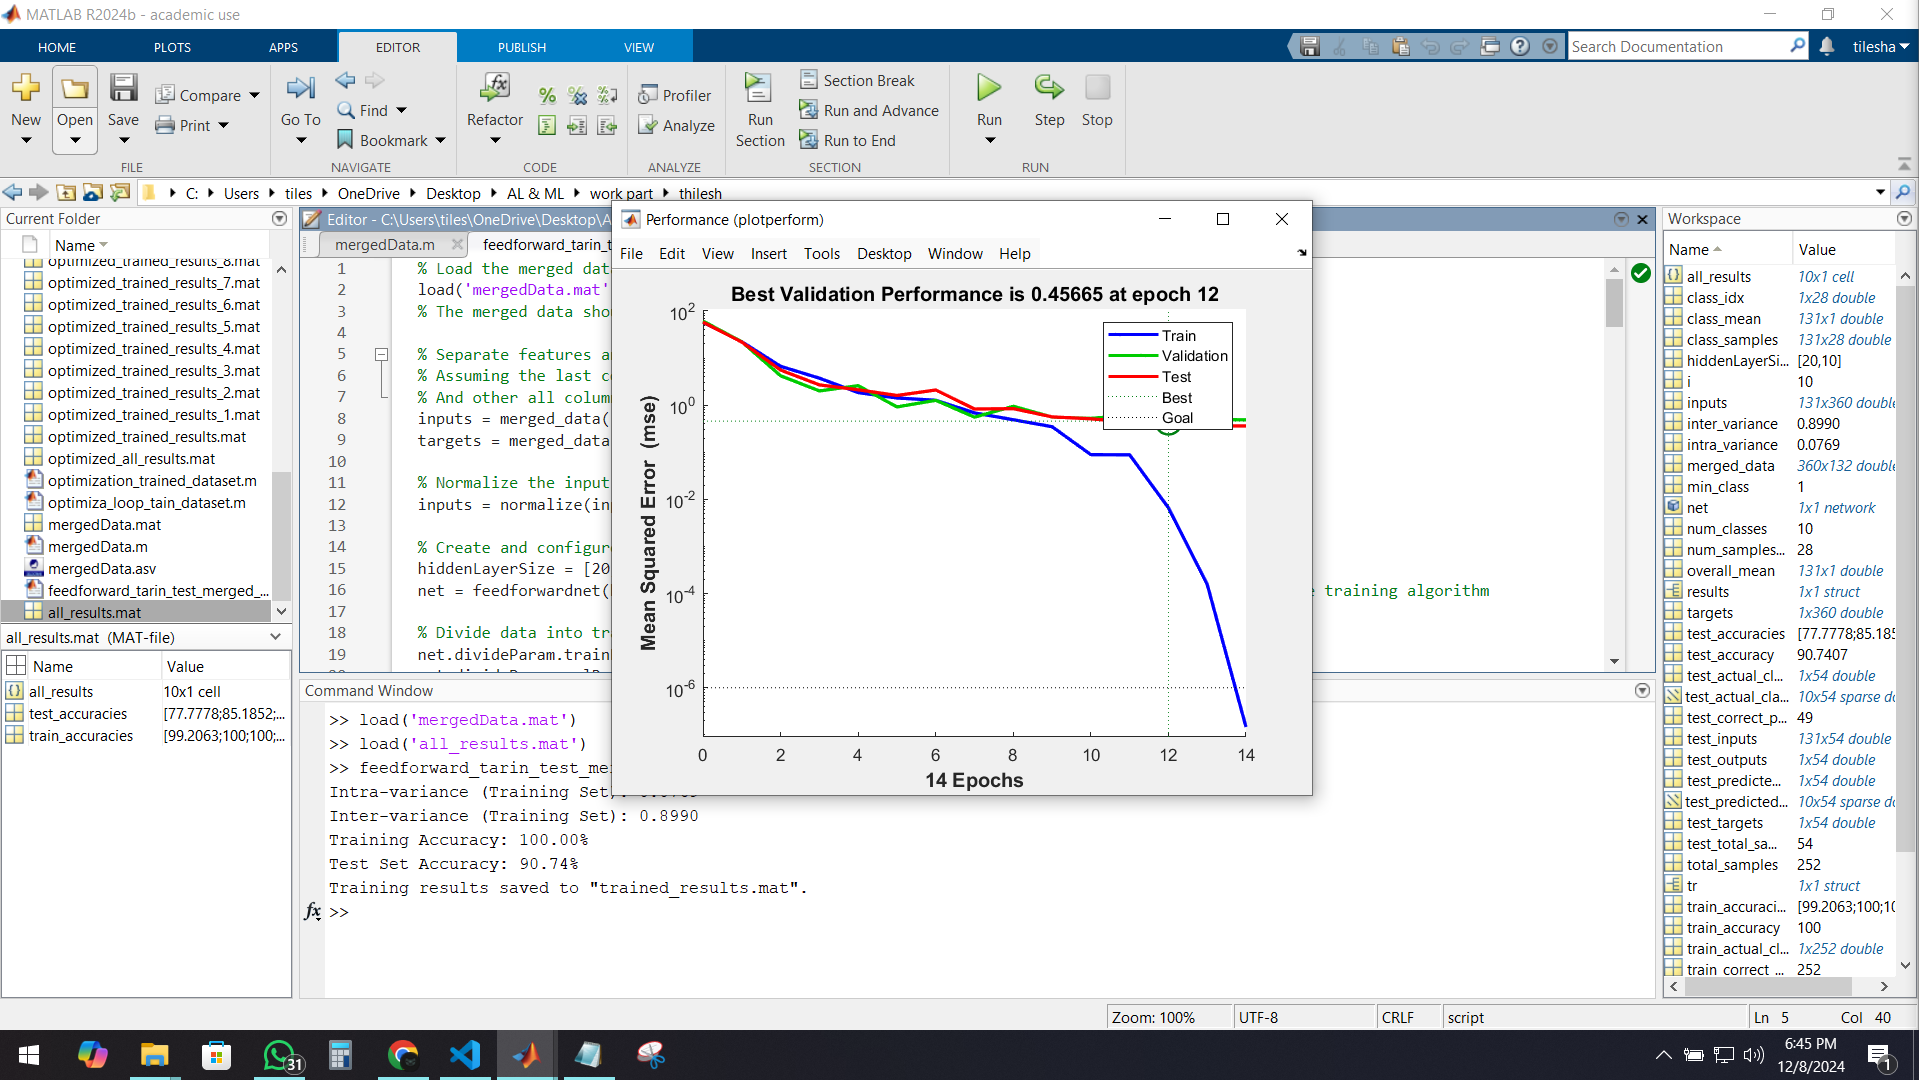 MATLAB R2024b - academic use
HOME PLOTS APPS EDITOR PUBLISH VIEW
Search Documentation
tilesha
New Open Save Compare Print
FILE
Go To Find Bookmark
NAVIGATE
Refactor
CODE
Profiler
Analyze
ANALYZE
Run Section
Section Break
Run and Advance
Run to End
SECTION
Run Step Stop
RUN
C: Users tiles OneDrive Desktop AL & ML work part thilesh
Current Folder
Name
optimized_trained_results_8.mat
optimized_trained_results_7.mat
optimized_trained_results_6.mat
optimized_trained_results_5.mat
optimized_trained_results_4.mat
optimized_trained_results_3.mat
optimized_trained_results_2.mat
optimized_trained_results_1.mat
optimized_trained_results.mat
optimized_all_results.mat
optimization_trained_dataset.m
optimiza_loop_tain_dataset.m
mergedData.mat
mergedData.m
mergedData.asv
feedforward_tarin_test_merged_...
all_results.mat
all_results.mat (MAT-file)
Name Value
all_results 10x1 cell
test_accuracies [77.7778;85.1852;...
train_accuracies [99.2063;100;100;...
Editor - C:\Users\tiles\OneDrive\Desktop\A
mergedData.m feedforward_tarin_t
1 % Load the merged dat
2 load('mergedData.mat'
3 % The merged data sho
4
5 % Separate features a
6 % Assuming the last c
7 % And other all colum
8 inputs = merged_data(
9 targets = merged_data
10
11 % Normalize the input
12 inputs = normalize(in
13
14 % Create and configur
15 hiddenLayerSize = [20
16 net = feedforwardnet( e training algorithm
17
18 % Divide data into tr
19 net.divideParam.train
Performance (plotperform)
File Edit View Insert Tools Desktop Window Help
Best Validation Performance is 0.45665 at epoch 12
Train
Validation
Test
Best
Goal
10^2
10^0
10^-2
10^-4
10^-6
Mean Squared Error (mse)
0 2 4 6 8 10 12 14
14 Epochs
Command Window
>> load('mergedData.mat')
>> load('all_results.mat')
>> feedforward_tarin_test_me
Intra-variance (Training Set):
Inter-variance (Training Set): 0.8990
Training Accuracy: 100.00%
Test Set Accuracy: 90.74%
Training results saved to "trained_results.mat".
fx >>
Workspace
Name Value
all_results 10x1 cell
class_idx 1x28 double
class_mean 131x1 double
class_samples 131x28 double
hiddenLayerSi... [20,10]
i 10
inputs 131x360 double
inter_variance 0.8990
intra_variance 0.0769
merged_data 360x132 double
min_class 1
net 1x1 network
num_classes 10
num_samples... 28
overall_mean 131x1 double
results 1x1 struct
targets 1x360 double
test_accuracies [77.7778;85.185
test_accuracy 90.7407
test_actual_cl... 1x54 double
test_actual_cla... 10x54 sparse do
test_correct_p... 49
test_inputs 131x54 double
test_outputs 1x54 double
test_predicte... 1x54 double
test_predicted... 10x54 sparse do
test_targets 1x54 double
test_total_sa... 54
total_samples 252
tr 1x1 struct
train_accuraci... [99.2063;100;10
train_accuracy 100
train_actual_cl... 1x252 double
train_correct_... 252
Zoom: 100% UTF-8 CRLF script Ln 5 Col 40
31
6:45 PM
12/8/2024
1